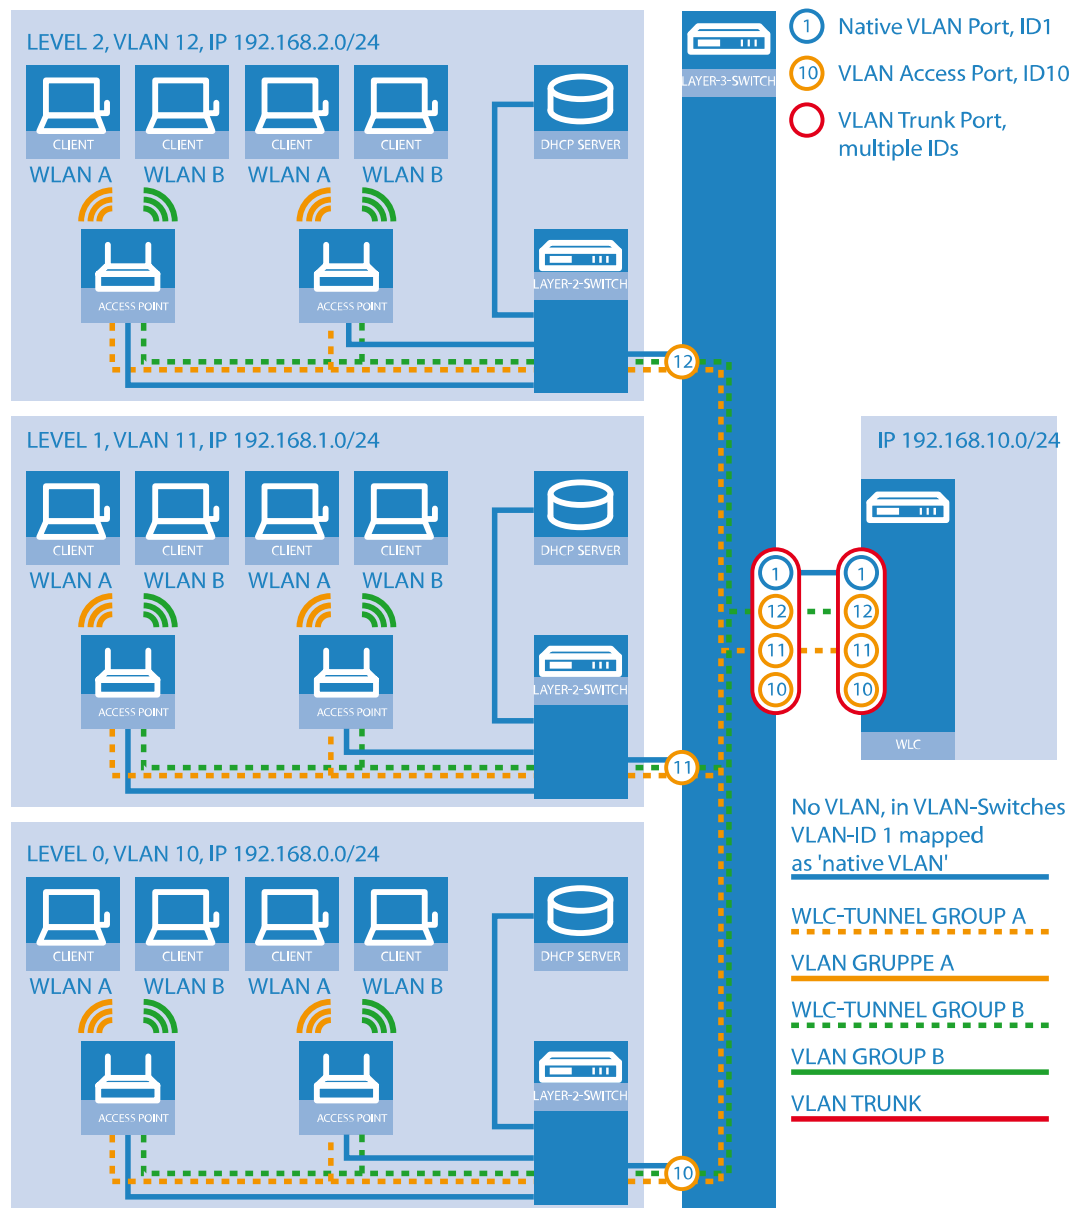 LEVEL 2, VLAN 12, IP 192.168.2.0/24
CLIENT CLIENT CLIENT CLIENT
DHCP SERVER
WLAN A WLAN B WLAN A WLAN B
LAYER-2-SWITCH
ACCESS POINT ACCESS POINT
12
LEVEL 1, VLAN 11, IP 192.168.1.0/24
CLIENT CLIENT CLIENT CLIENT
DHCP SERVER
WLAN A WLAN B WLAN A WLAN B
LAYER-2-SWITCH
ACCESS POINT ACCESS POINT
11
LEVEL 0, VLAN 10, IP 192.168.0.0/24
CLIENT CLIENT CLIENT CLIENT
DHCP SERVER
WLAN A WLAN B WLAN A WLAN B
LAYER-2-SWITCH
ACCESS POINT ACCESS POINT
10
LAYER-3-SWITCH
1 Native VLAN Port, ID1
10 VLAN Access Port, ID10
VLAN Trunk Port,
multiple IDs
IP 192.168.10.0/24
1 1
12 12
11 11
10 10
WLC
No VLAN, in VLAN-Switches
VLAN-ID 1 mapped
as 'native VLAN'
WLC-TUNNEL GROUP A
VLAN GRUPPE A
WLC-TUNNEL GROUP B
VLAN GROUP B
VLAN TRUNK